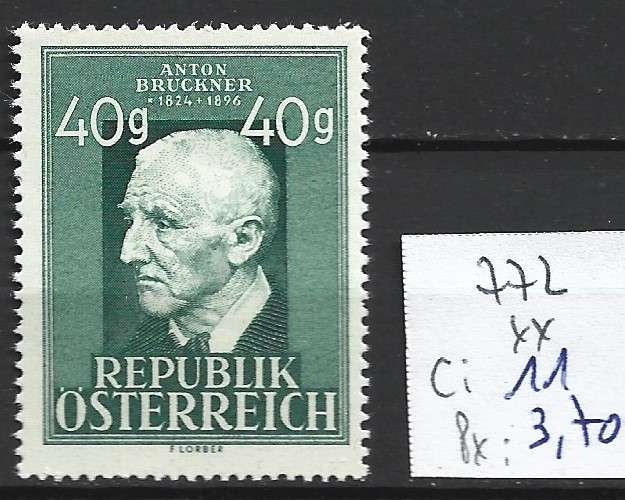 ANTON
BRUCKNER
*1824+1896
40g 40g
REPUBLIK
ÖSTERREICH
F LORBER
772
xx
Ci 11
Px: 3,70